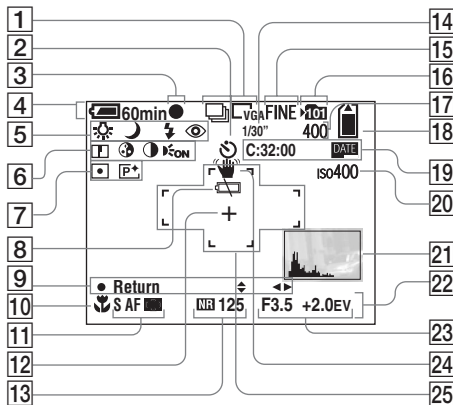 1
2
3
4
5
6
7
8
9
10
11
12
13
14
15
16
17
18
19
20
21
22
23
24
25
60min
VGA FINE 101
1/30" 400
ON
C:32:00 DATE
P+
ISO400
Return
S AF
NR 125 F3.5 +2.0EV